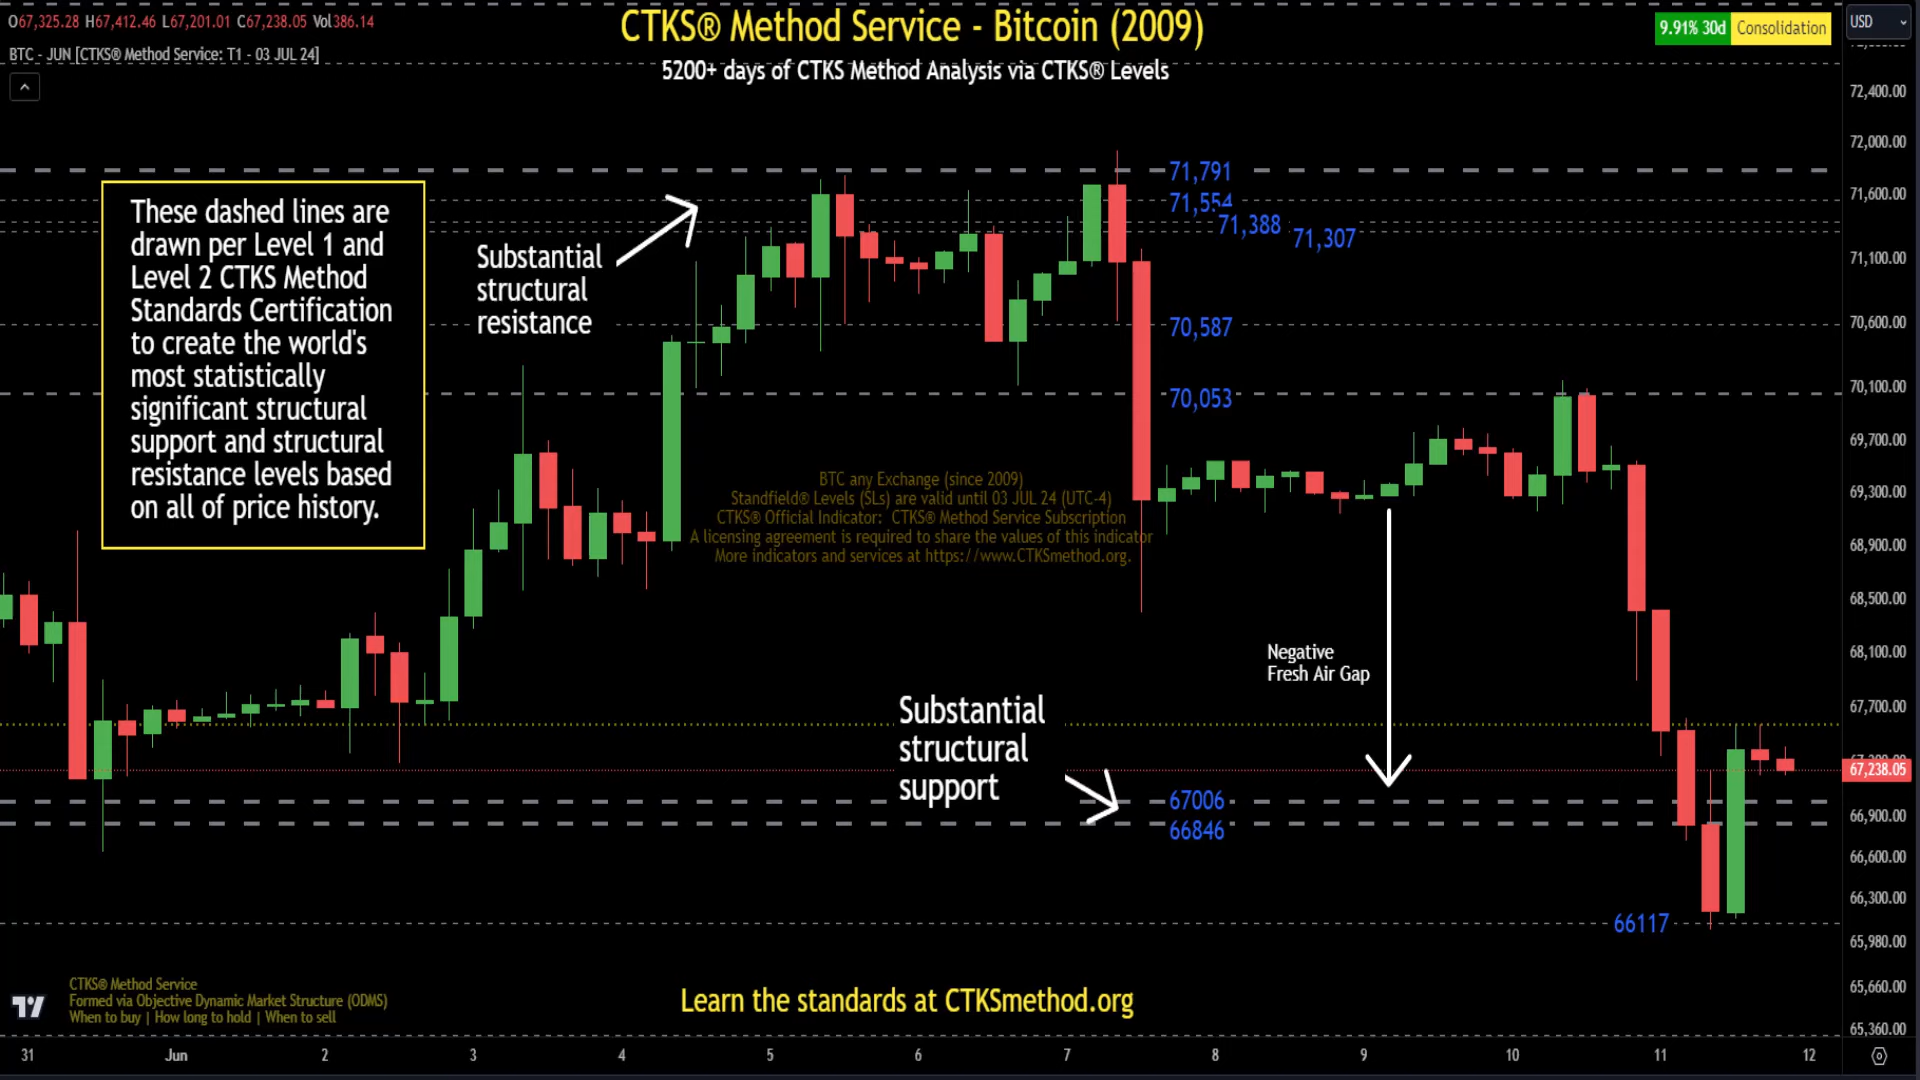 O67,325.28 H67,412.46 L67,201.01 C67,238.05 Vol386.14
BTC - JUN [CTKS® Method Service: T1 - 03 JUL 24]
CTKS® Method Service - Bitcoin (2009)
5200+ days of CTKS Method Analysis via CTKS® Levels
9.91% 30d Consolidation
USD
72,400.00
72,000.00
71,600.00
71,100.00
70,600.00
70,100.00
69,700.00
69,300.00
68,900.00
68,500.00
68,100.00
67,700.00
67,238.05
66,900.00
66,600.00
66,300.00
65,980.00
65,660.00
65,360.00
These dashed lines are
drawn per Level 1 and
Level 2 CTKS Method
Standards Certification
to create the world's
most statistically
significant structural
support and structural
resistance levels based
on all of price history.
Substantial
structural
resistance
71,791
71,554
71,388
71,307
70,587
70,053
BTC any Exchange (since 2009)
Standfield® Levels (SLs) are valid until 03 JUL 24 (UTC-4)
CTKS® Official Indicator: CTKS® Method Service Subscription
A licensing agreement is required to share the values of this indicator
More indicators and services at https://www.CTKSmethod.org.
Negative
Fresh Air Gap
Substantial
structural
support
67006
66846
66117
CTKS® Method Service
Formed via Objective Dynamic Market Structure (ODMS)
When to buy | How long to hold | When to sell
Learn the standards at CTKSmethod.org
31 Jun 2 3 4 5 6 7 8 9 10 11 12